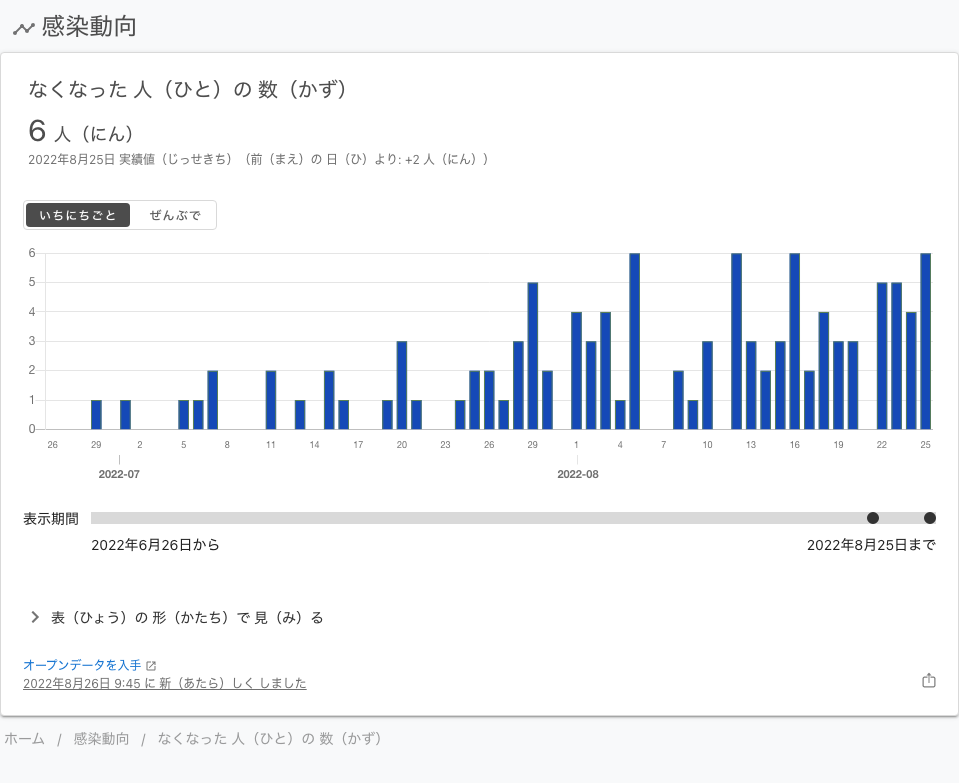 感染動向
なくなった 人（ひと）の 数（かず）
6 人（にん）
2022年8月25日 実績値（じっせきち）（前（まえ）の 日（ひ）より: +2 人（にん））
いちにちごと ぜんぶで
6
5
4
3
2
1
0
26 29 2 5 8 11 14 17 20 23 26 29 1 4 7 10 13 16 19 22 25
2022-07 2022-08
表示期間
2022年6月26日から 2022年8月25日まで
表（ひょう）の 形（かたち）で 見（み）る
オープンデータを入手
2022年8月26日 9:45 に 新（あたら）しく しました
ホーム / 感染動向 / なくなった 人（ひと）の 数（かず）